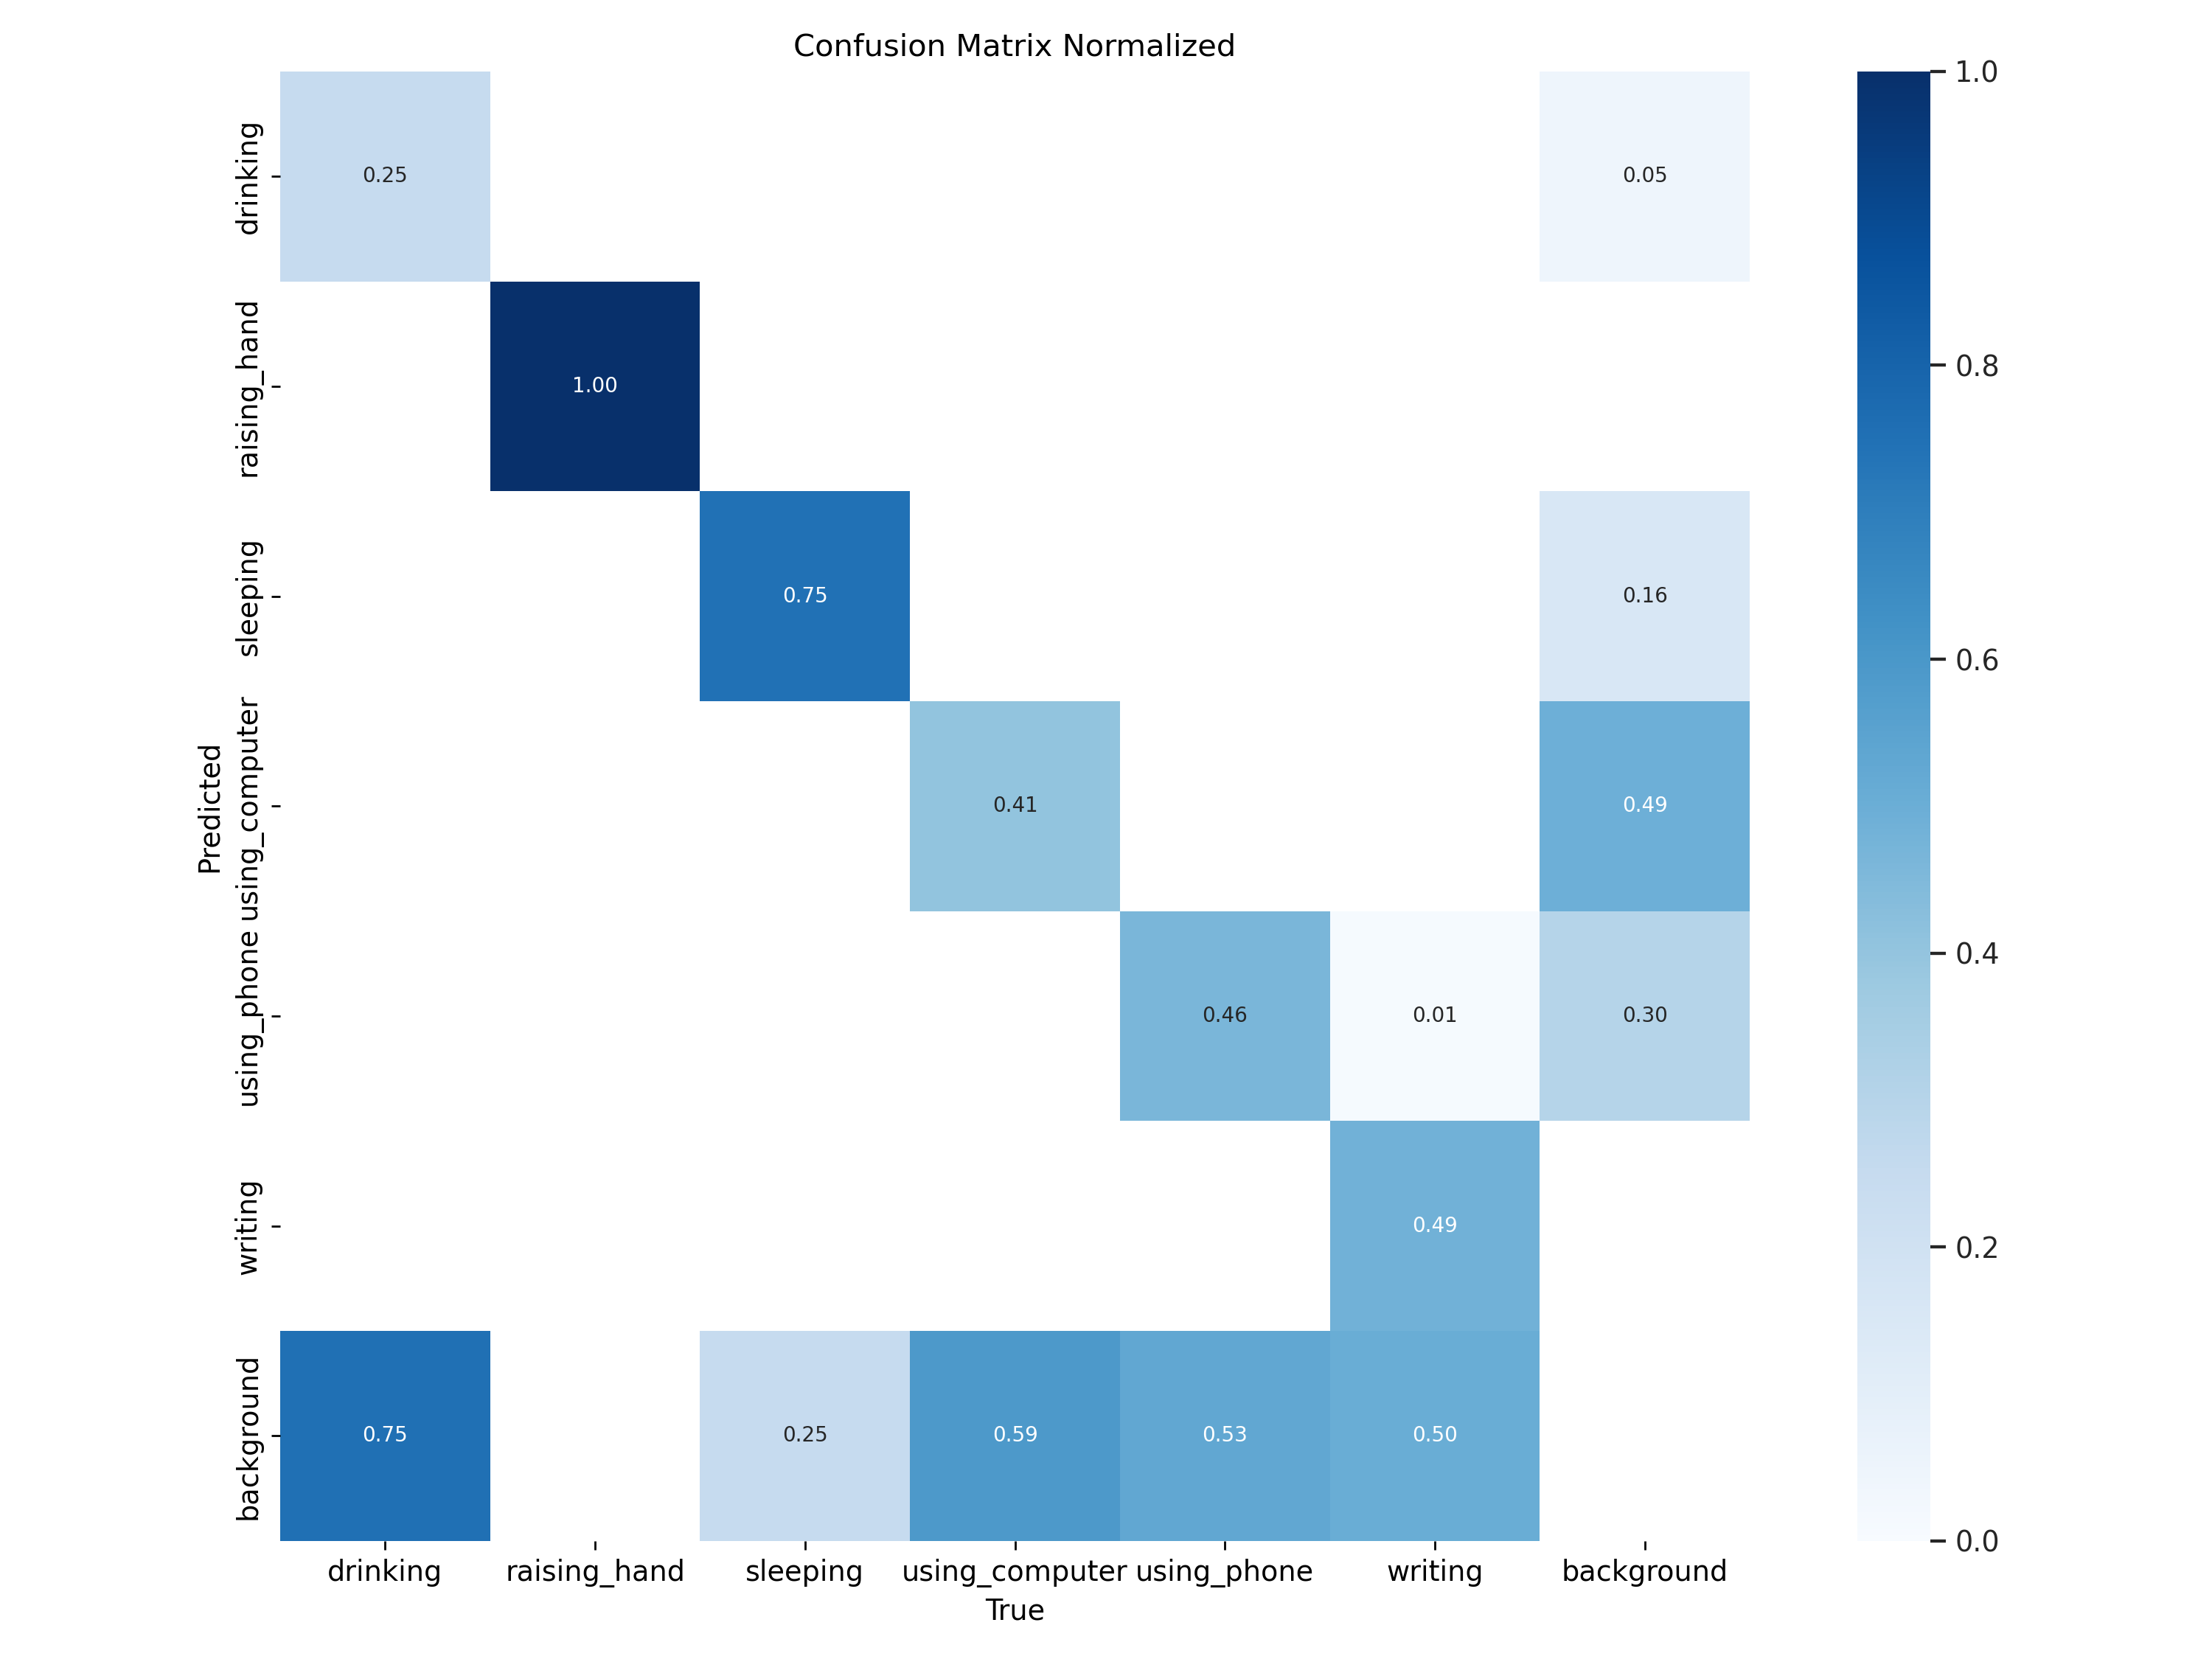 Confusion Matrix Normalized
1.0
drinking
0.25
0.05
0.8
raising_hand
1.00
sleeping
0.75
0.16
0.6
Predicted
using_computer
0.41
0.49
0.4
using_phone
0.46
0.01
0.30
writing
0.49
0.2
background
0.75
0.25
0.59
0.53
0.50
0.0
drinking raising_hand sleeping using_computer using_phone writing background
True